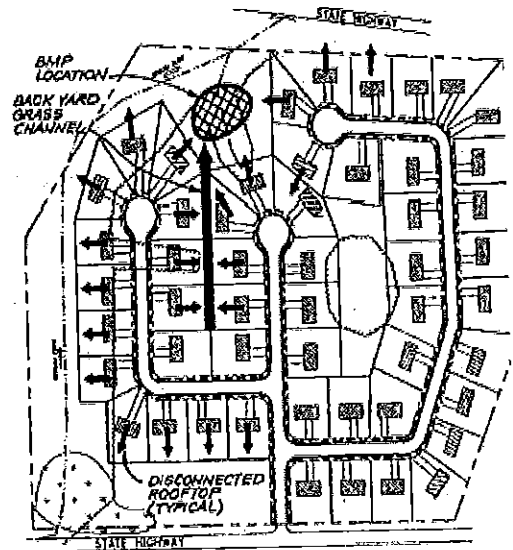 STATE HIGHWAY
BMP
LOCATION
BACK YARD
GRASS
CHANNEL
DISCONNECTED
ROOFTOP
(TYPICAL)
STATE HIGHWAY